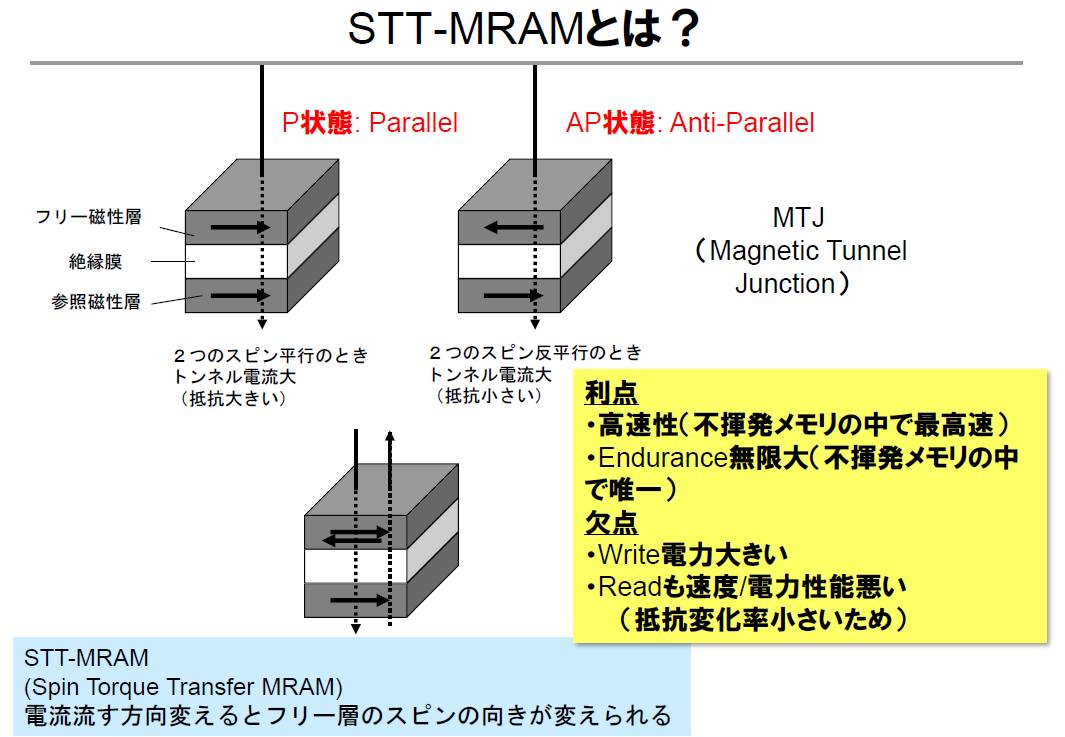 STT-MRAMとは？
P状態: Parallel
AP状態: Anti-Parallel
フリー磁性層
絶縁膜
参照磁性層
MTJ
（Magnetic Tunnel
Junction）
２つのスピン平行のとき
トンネル電流大
（抵抗大きい）
２つのスピン反平行のとき
トンネル電流大
（抵抗小さい）
利点
・高速性（不揮発メモリの中で最高速）
・Endurance無限大（不揮発メモリの中
で唯一）
欠点
・Write電力大きい
・Readも速度/電力性能悪い
（抵抗変化率小さいため）
STT-MRAM
(Spin Torque Transfer MRAM)
電流流す方向変えるとフリー層のスピンの向きが変えられる